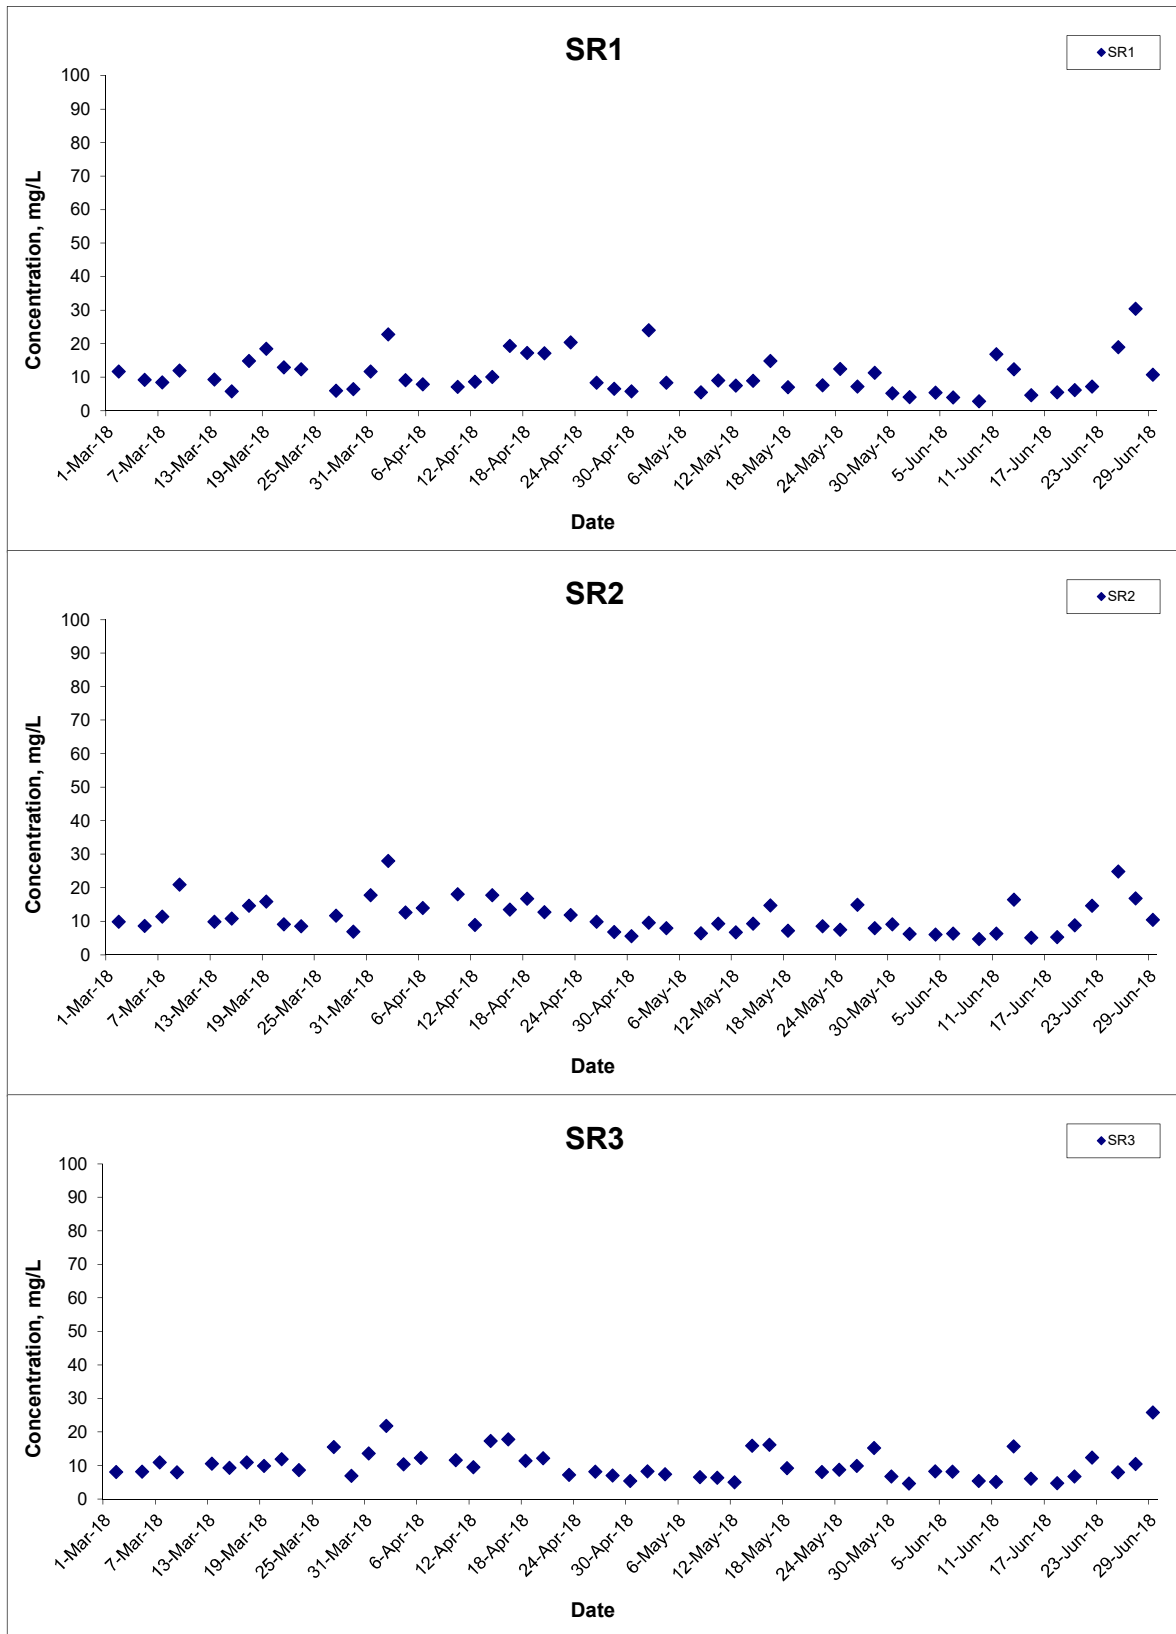 SR1
SR1
100
90
80
70
60
50
40
30
20
10
0
Concentration, mg/L
1-Mar-18 7-Mar-18 13-Mar-18 19-Mar-18 25-Mar-18 31-Mar-18 6-Apr-18 12-Apr-18 18-Apr-18 24-Apr-18 30-Apr-18 6-May-18 12-May-18 18-May-18 24-May-18 30-May-18 5-Jun-18 11-Jun-18 17-Jun-18 23-Jun-18 29-Jun-18
Date
SR2
SR2
100
90
80
70
60
50
40
30
20
10
0
Concentration, mg/L
1-Mar-18 7-Mar-18 13-Mar-18 19-Mar-18 25-Mar-18 31-Mar-18 6-Apr-18 12-Apr-18 18-Apr-18 24-Apr-18 30-Apr-18 6-May-18 12-May-18 18-May-18 24-May-18 30-May-18 5-Jun-18 11-Jun-18 17-Jun-18 23-Jun-18 29-Jun-18
Date
SR3
SR3
100
90
80
70
60
50
40
30
20
10
0
Concentration, mg/L
1-Mar-18 7-Mar-18 13-Mar-18 19-Mar-18 25-Mar-18 31-Mar-18 6-Apr-18 12-Apr-18 18-Apr-18 24-Apr-18 30-Apr-18 6-May-18 12-May-18 18-May-18 24-May-18 30-May-18 5-Jun-18 11-Jun-18 17-Jun-18 23-Jun-18 29-Jun-18
Date